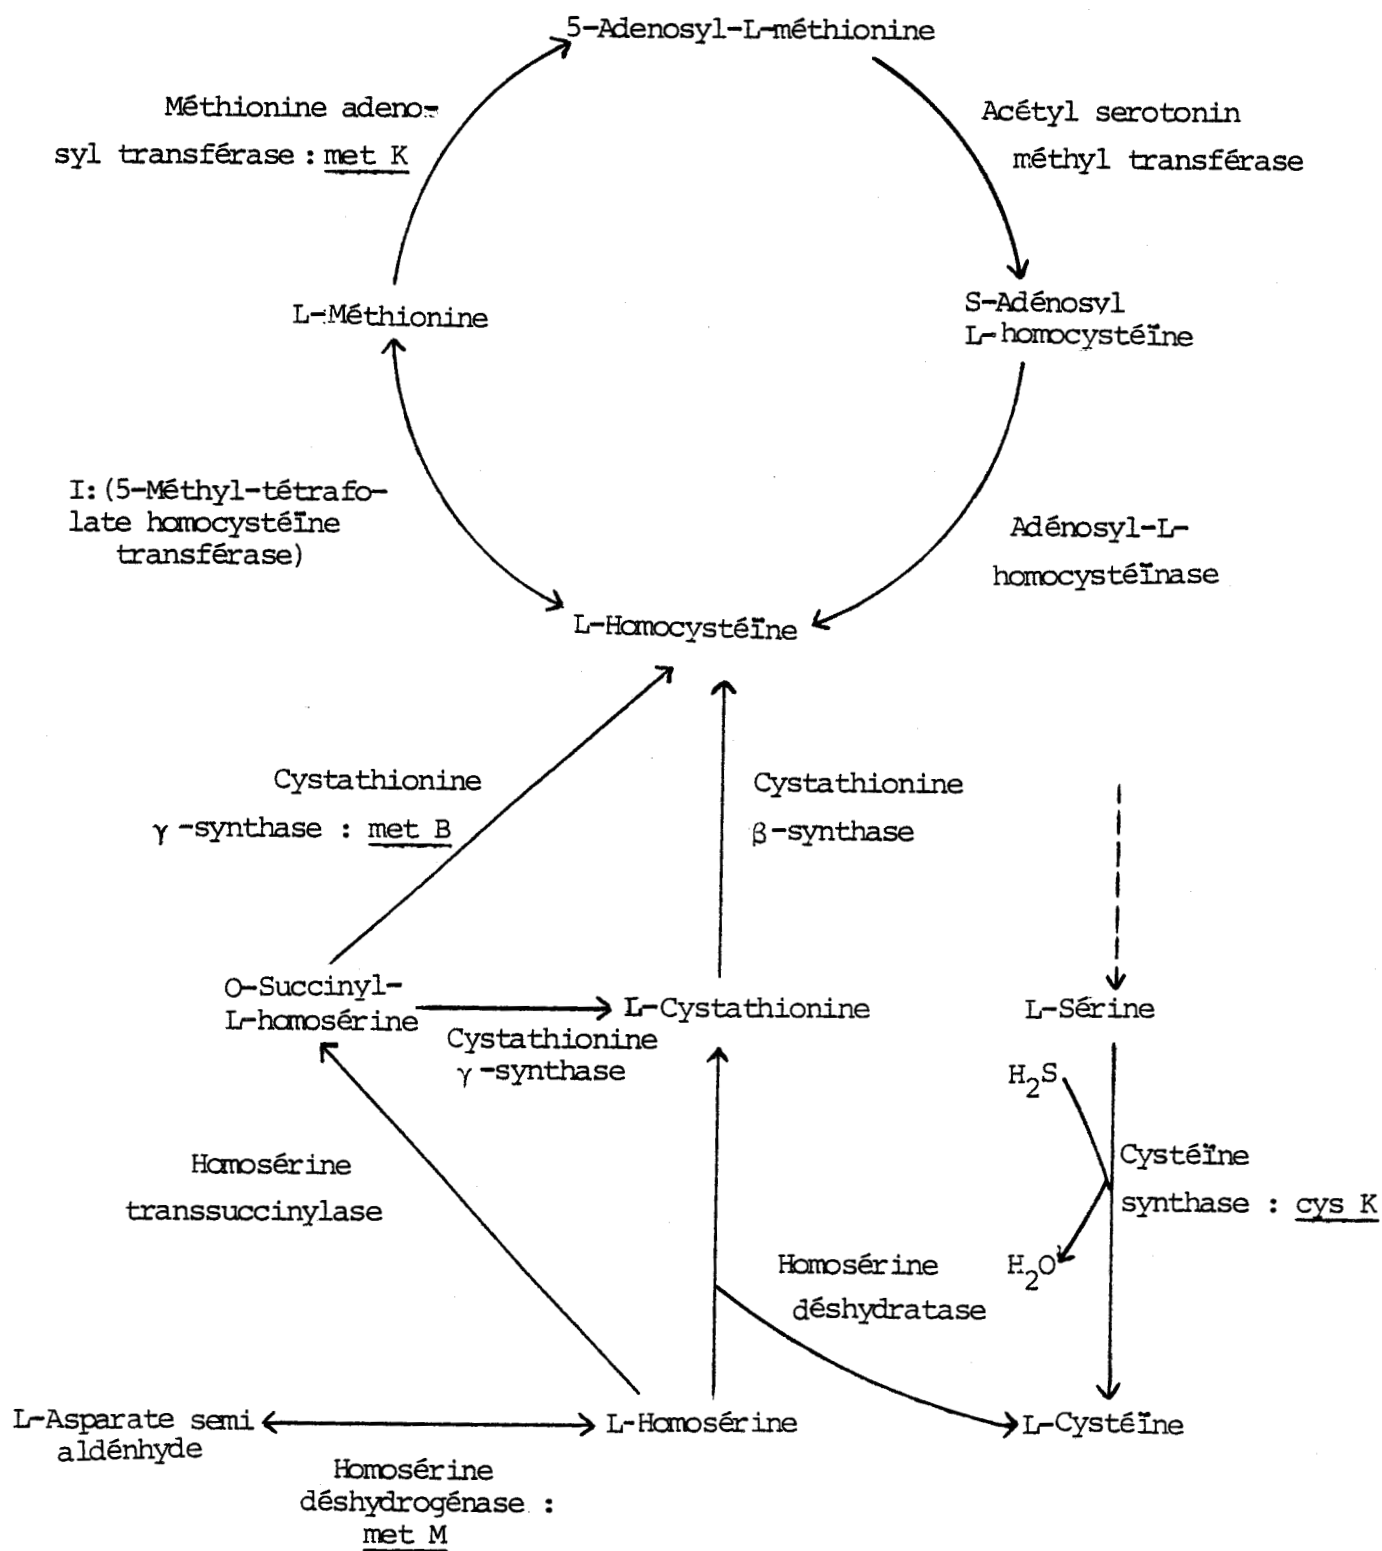 5-Adenosyl-L-méthionine
Méthionine adeno-
syl transférase : met K
Acétyl serotonin
méthyl transférase
L-Méthionine
S-Adénosyl
L-homocystéïne
I:(5-Méthyl-tétrafo-
late homocystéïne
transférase)
Adénosyl-L-
homocystéïnase
L-Homocystéïne
Cystathionine
γ-synthase : met B
Cystathionine
β-synthase
O-Succinyl-
L-homosérine
L-Cystathionine
Cystathionine
γ-synthase
L-Sérine
H2S
Homosérine
transsuccinylase
Cystéïne
synthase : cys K
H2O
Homosérine
déshydratase
L-Asparate semi
aldénhyde
L-Homosérine
L-Cystéïne
Homosérine
déshydrogénase :
met M